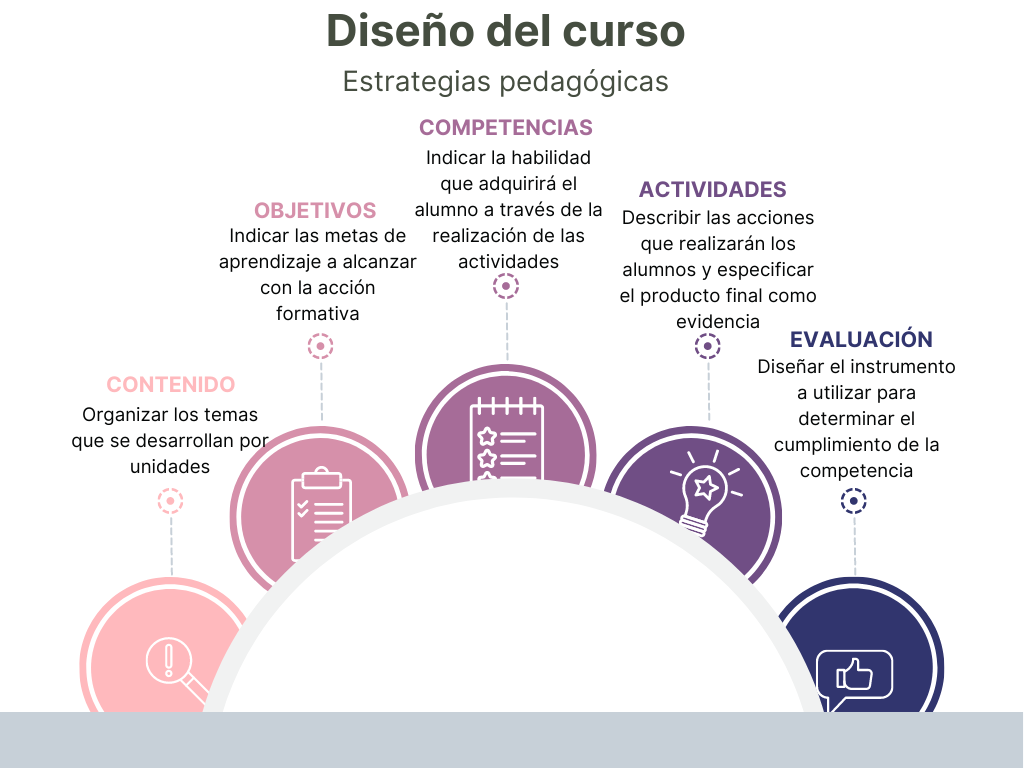 Diseño del curso
Estrategias pedagógicas
CONTENIDO
Organizar los temas
que se desarrollan por
unidades
OBJETIVOS
Indicar las metas de
aprendizaje a alcanzar
con la acción
formativa
COMPETENCIAS
Indicar la habilidad
que adquirirá el
alumno a través de la
realización de las
actividades
ACTIVIDADES
Describir las acciones
que realizarán los
alumnos y especificar
el producto final como
evidencia
EVALUACIÓN
Diseñar el instrumento
a utilizar para
determinar el
cumplimiento de la
competencia